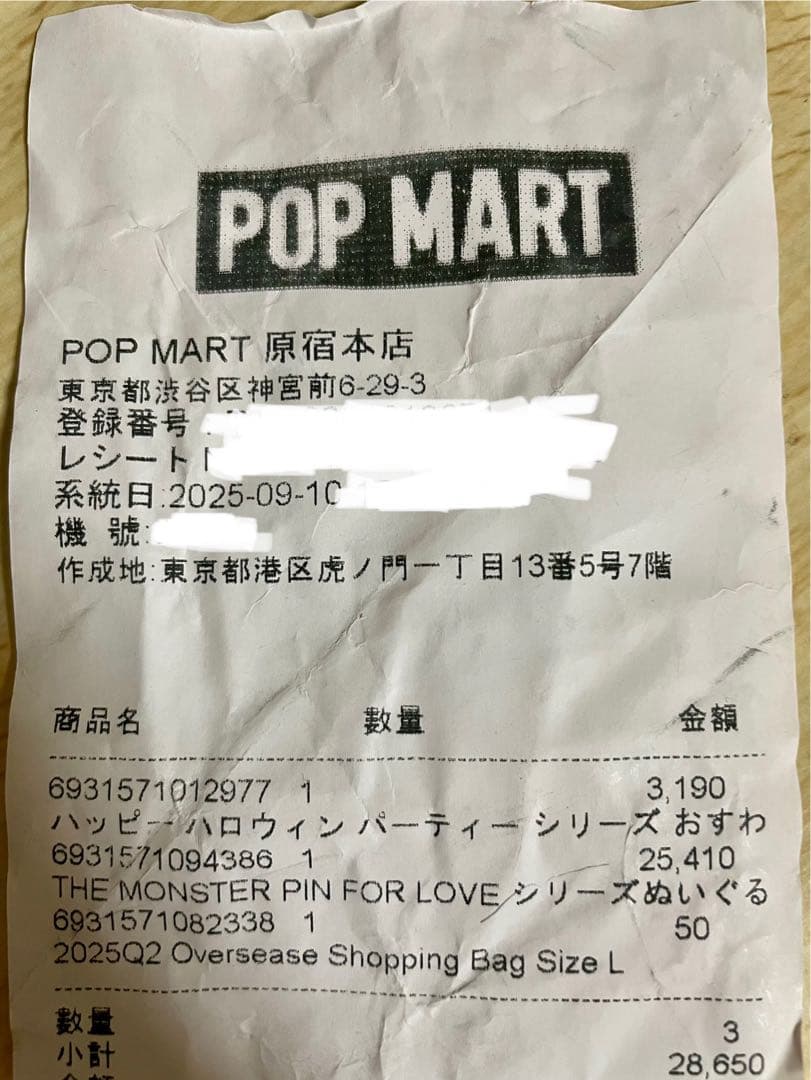 POP MART
POP MART 原宿本店
東京都渋谷区神宮前6-29-3
登録番号:
レシート
系統日:2025-09-10
機 號:
作成地:東京都港区虎ノ門一丁目13番5号7階
商品名 數量 金額
6931571012977 1 3,190
ハッピーハロウィン パーティー シリーズ おすわ
6931571094386 1 25,410
THE MONSTER PIN FOR LOVE シリーズぬいぐる
6931571082338 1 50
2025Q2 Oversease Shopping Bag Size L
數量 3
小計 28,650